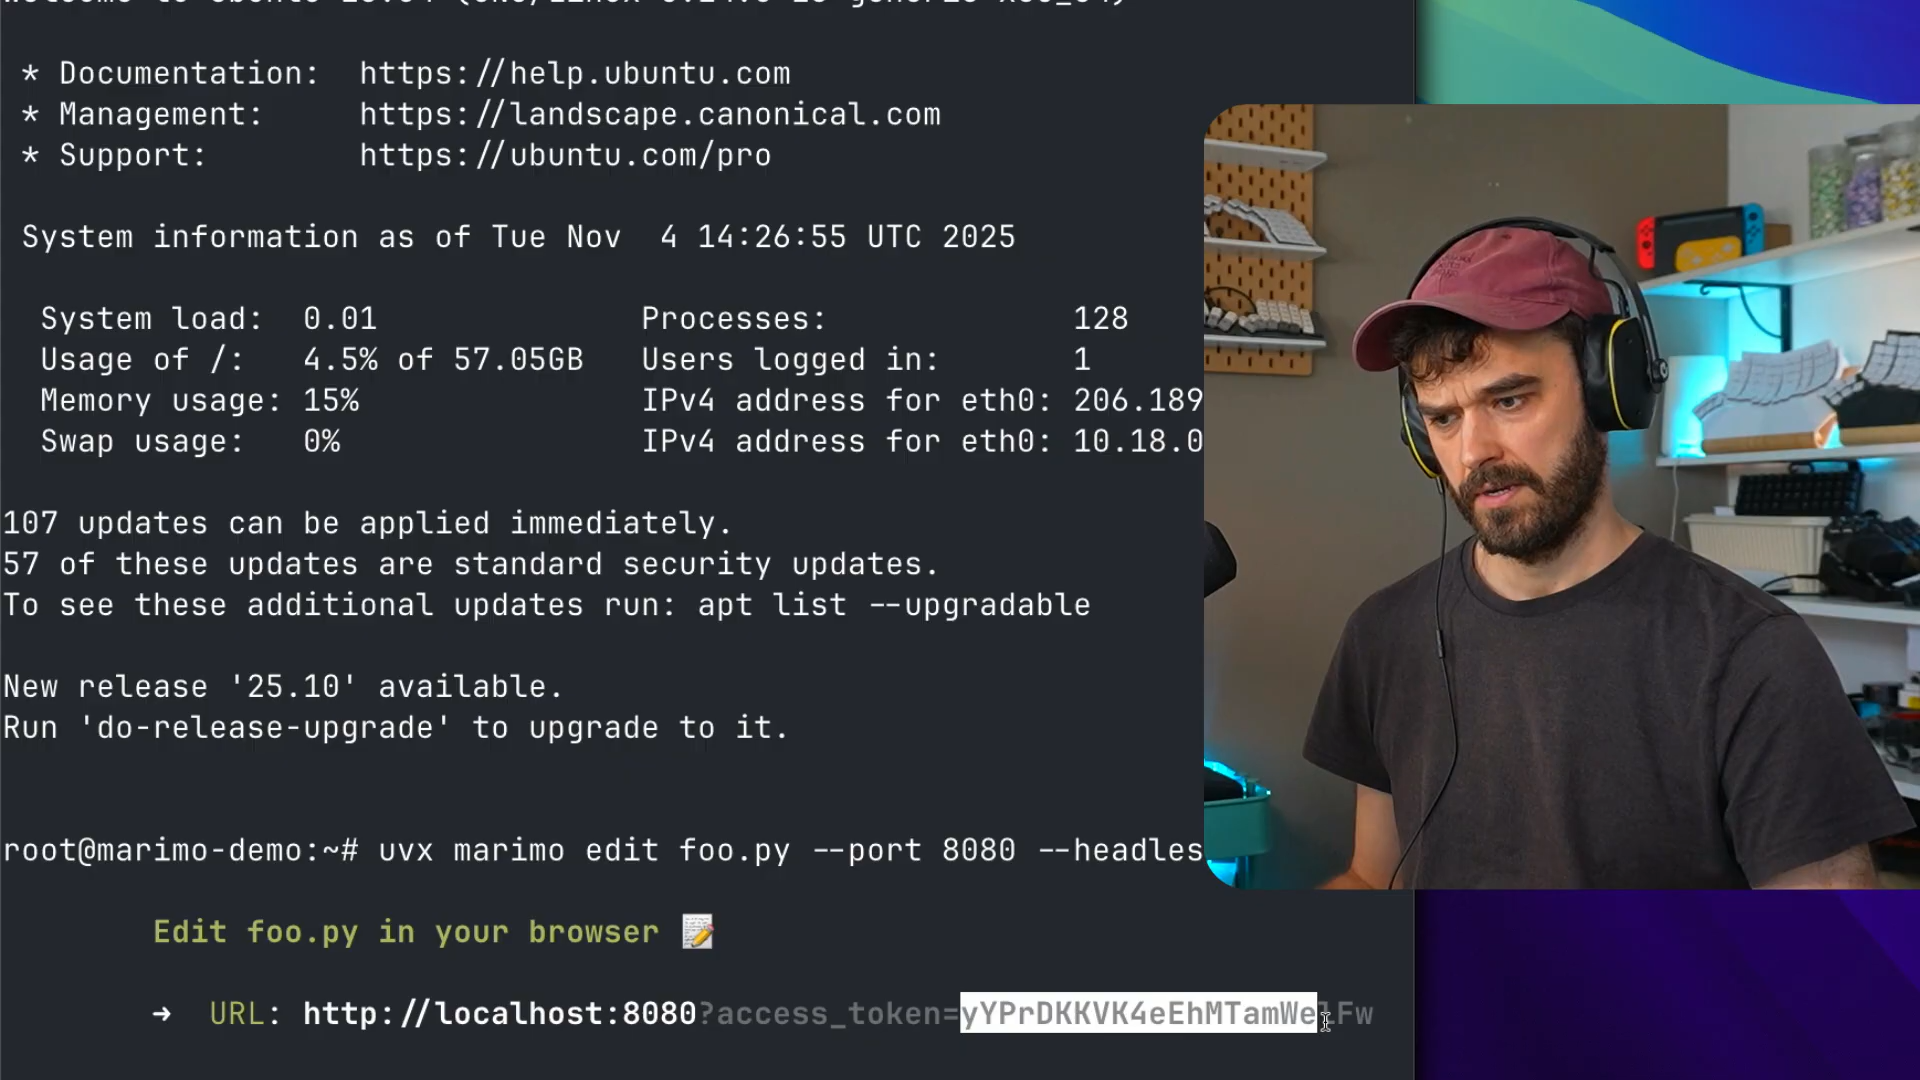 * Documentation: https://help.ubuntu.com
* Management: https://landscape.canonical.com
* Support: https://ubuntu.com/pro
System information as of Tue Nov 4 14:26:55 UTC 2025
System load: 0.01 Processes: 128
Usage of /: 4.5% of 57.05GB Users logged in: 1
Memory usage: 15% IPv4 address for eth0: 206.189
Swap usage: 0% IPv4 address for eth0: 10.18.0
107 updates can be applied immediately.
57 of these updates are standard security updates.
To see these additional updates run: apt list --upgradable
New release '25.10' available.
Run 'do-release-upgrade' to upgrade to it.
root@marimo-demo:~# uvx marimo edit foo.py --port 8080 --headles
Edit foo.py in your browser 📝
→ URL: http://localhost:8080?access_token=yYPrDKKVK4eEhMTamWelFw